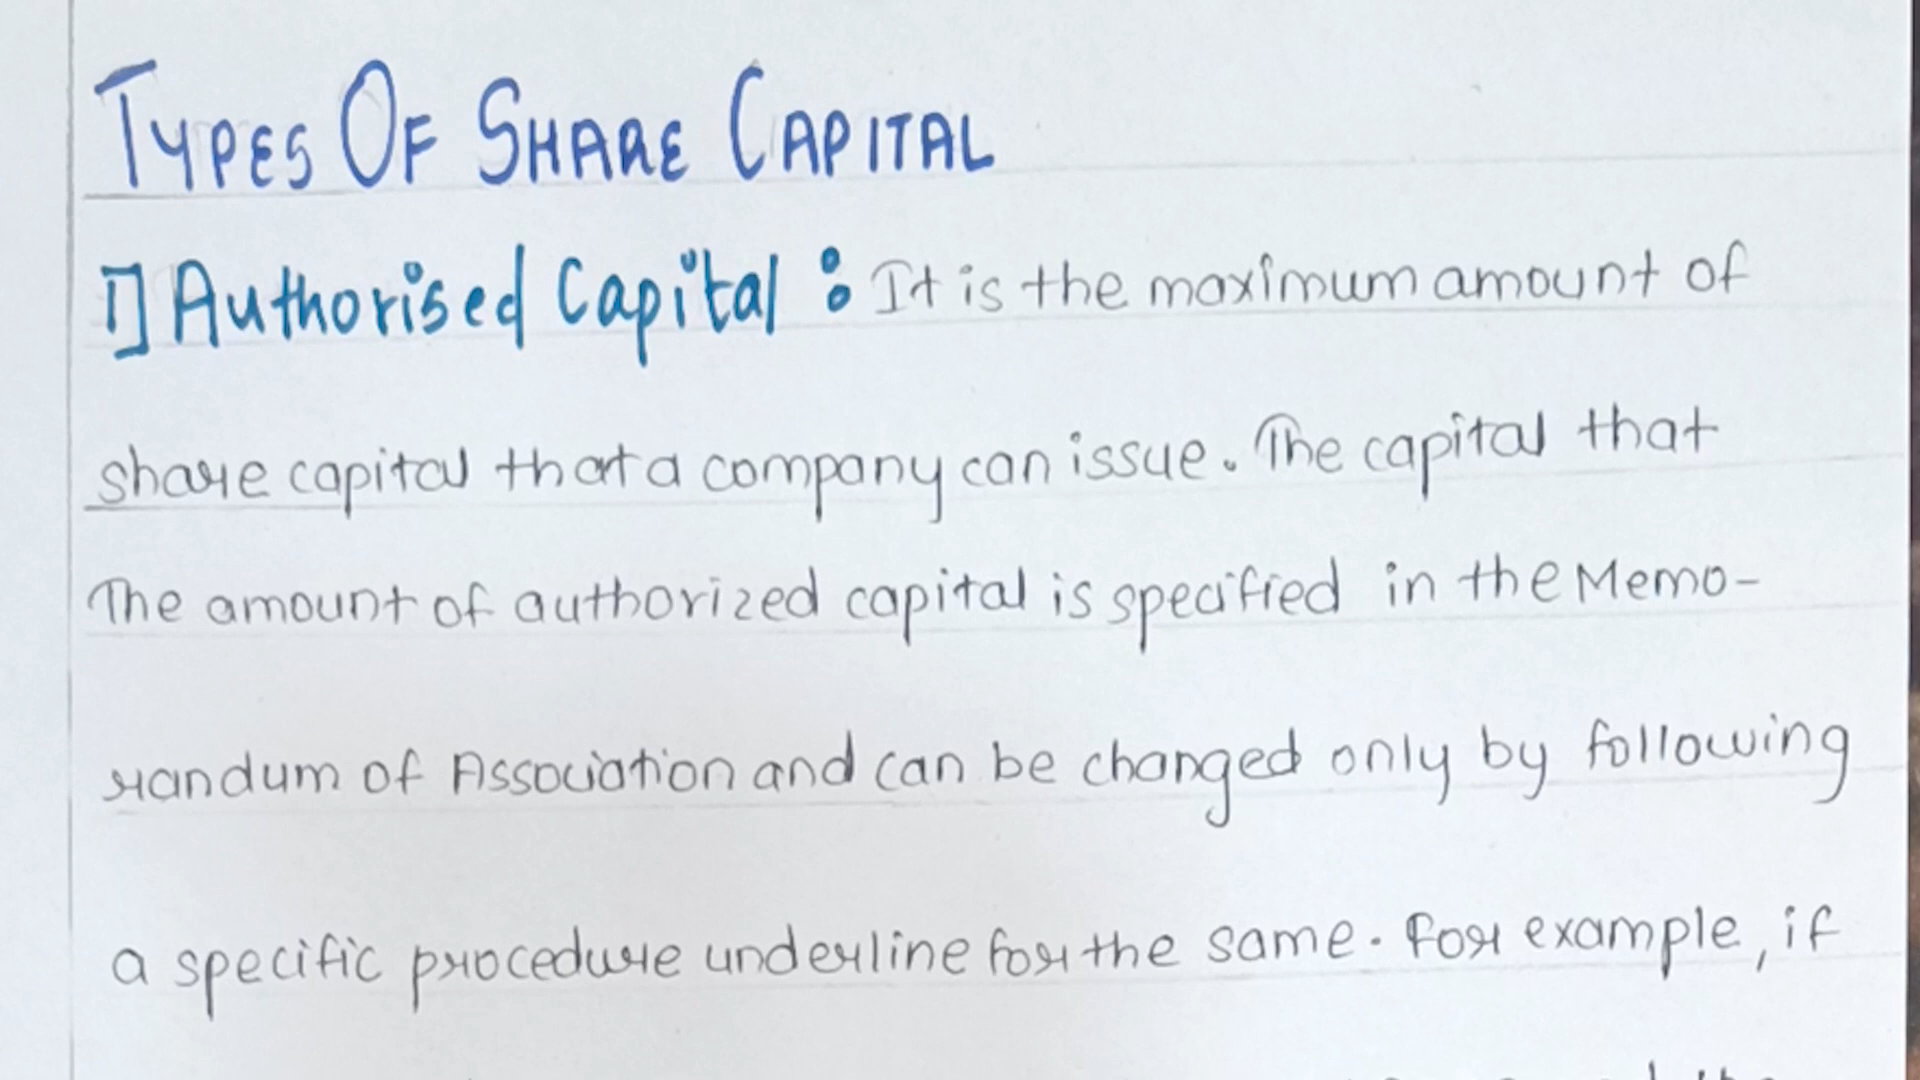 TYPES OF SHARE CAPITAL
1] Authorised Capital : It is the maximum amount of
share capital that a company can issue. The capital that
The amount of authorized capital is specified in the Memo-
randum of Association and can be changed only by following
a specific procedure underline for the same. For example, if